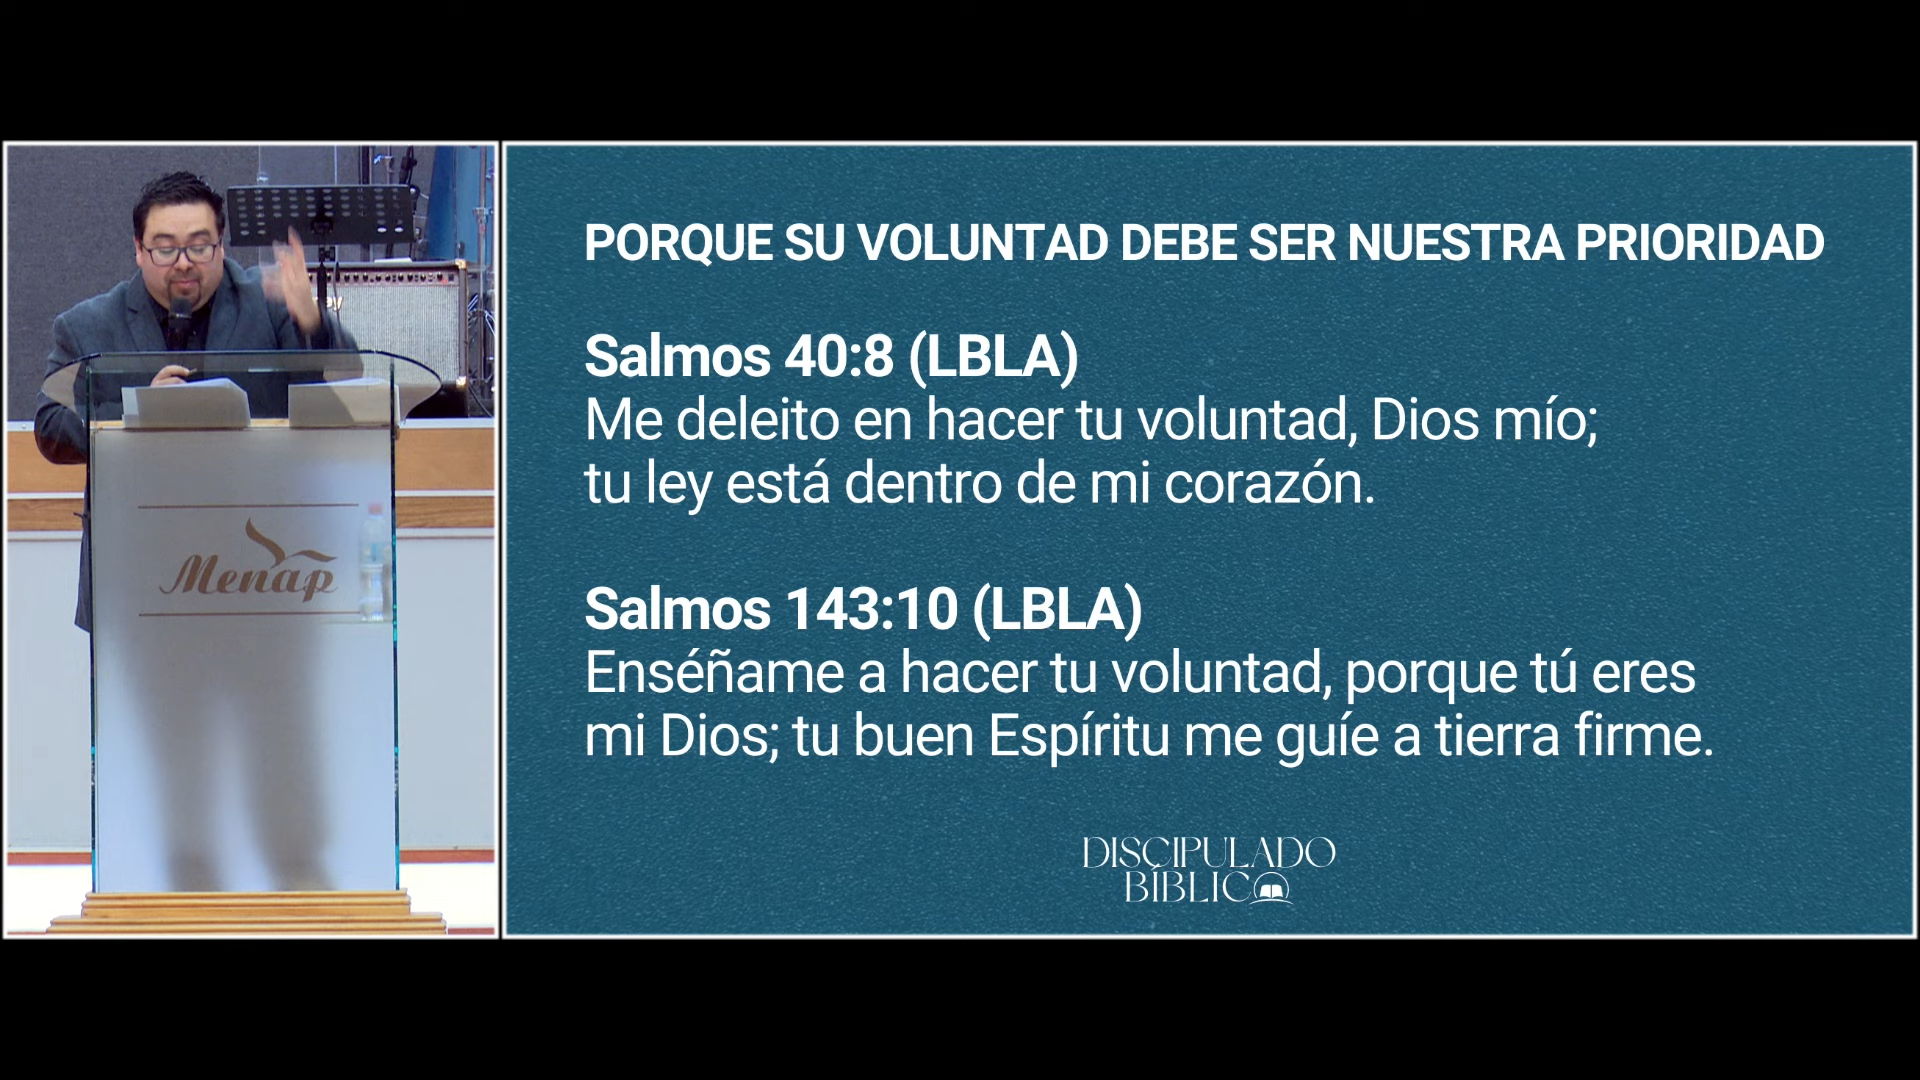 PORQUE SU VOLUNTAD DEBE SER NUESTRA PRIORIDAD
Salmos 40:8 (LBLA)
Me deleito en hacer tu voluntad, Dios mío;
tu ley está dentro de mi corazón.
Salmos 143:10 (LBLA)
Enséñame a hacer tu voluntad, porque tú eres
mi Dios; tu buen Espíritu me guíe a tierra firme.
DISCIPULADO
BÍBLICO
Menap